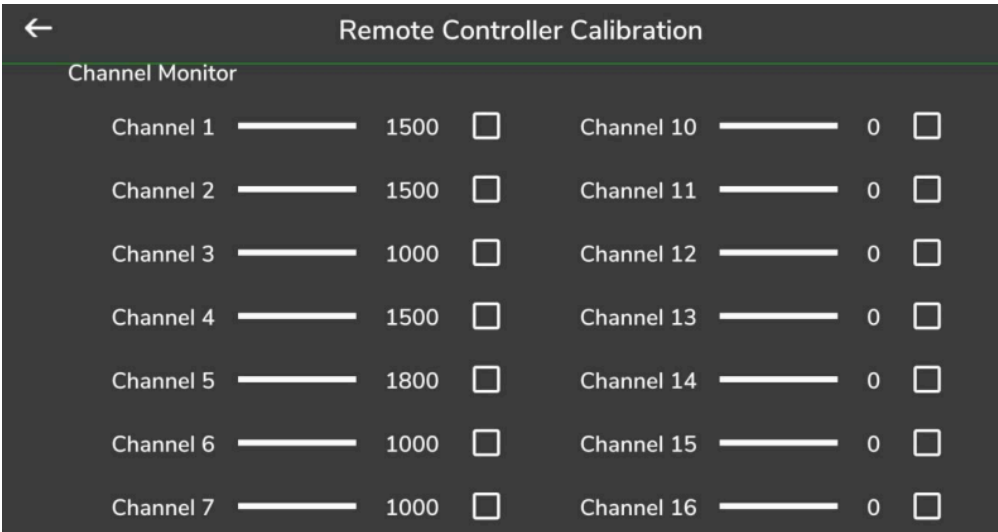 Remote Controller Calibration
Channel Monitor
Channel 1 1500 Channel 10 0
Channel 2 1500 Channel 11 0
Channel 3 1000 Channel 12 0
Channel 4 1500 Channel 13 0
Channel 5 1800 Channel 14 0
Channel 6 1000 Channel 15 0
Channel 7 1000 Channel 16 0